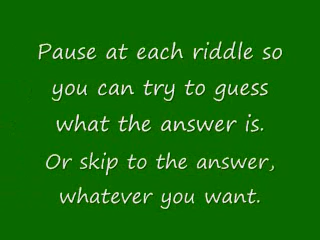 Pause at each riddle so
you can try to guess
what the answer is.
Or skip to the answer,
whatever you want.